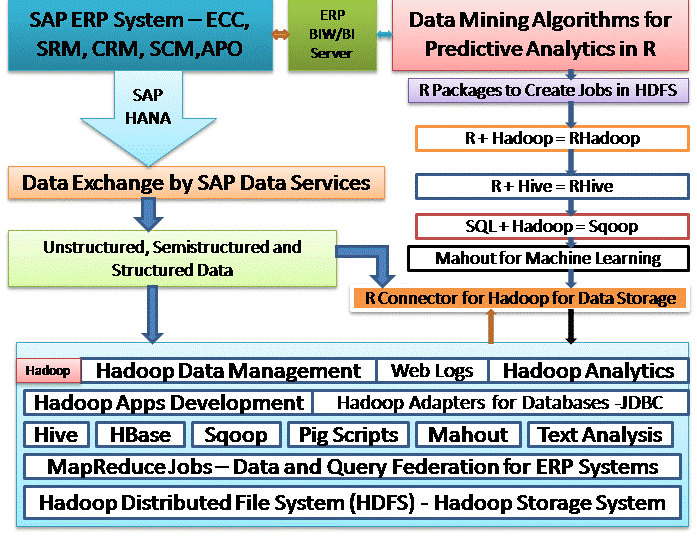 SAP ERP System – ECC,
SRM, CRM, SCM,APO
ERP
BIW/BI
Server
Data Mining Algorithms for
Predictive Analytics in R
SAP
HANA
R Packages to Create Jobs in HDFS
R + Hadoop = RHadoop
Data Exchange by SAP Data Services
R + Hive = RHive
SQL + Hadoop = Sqoop
Unstructured, Semistructured and
Structured Data
Mahout for Machine Learning
R Connector for Hadoop for Data Storage
Hadoop
Hadoop Data Management
Web Logs
Hadoop Analytics
Hadoop Apps Development
Hadoop Adapters for Databases -JDBC
Hive
HBase
Sqoop
Pig Scripts
Mahout
Text Analysis
MapReduce Jobs – Data and Query Federation for ERP Systems
Hadoop Distributed File System (HDFS) - Hadoop Storage System